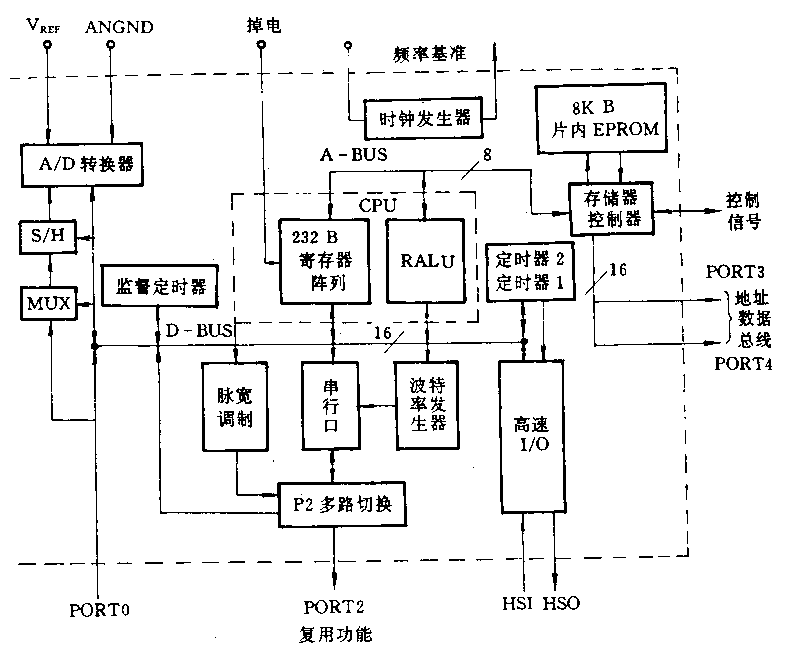 VREF
ANGND
掉电
频率基准
时钟发生器
8K B
片内 EPROM
A/D 转换器
A-BUS
8
CPU
存储器
控制器
控制
信号
S/H
232 B
寄存器
阵列
RALU
定时器 2
定时器 1
监督定时器
MUX
16
PORT3
地址
数据
总线
PORT4
D-BUS
16
脉宽
调制
串
行
口
波特
率发
生器
高速
I/O
P2 多路切换
PORT0
PORT2
复用功能
HSI
HSO